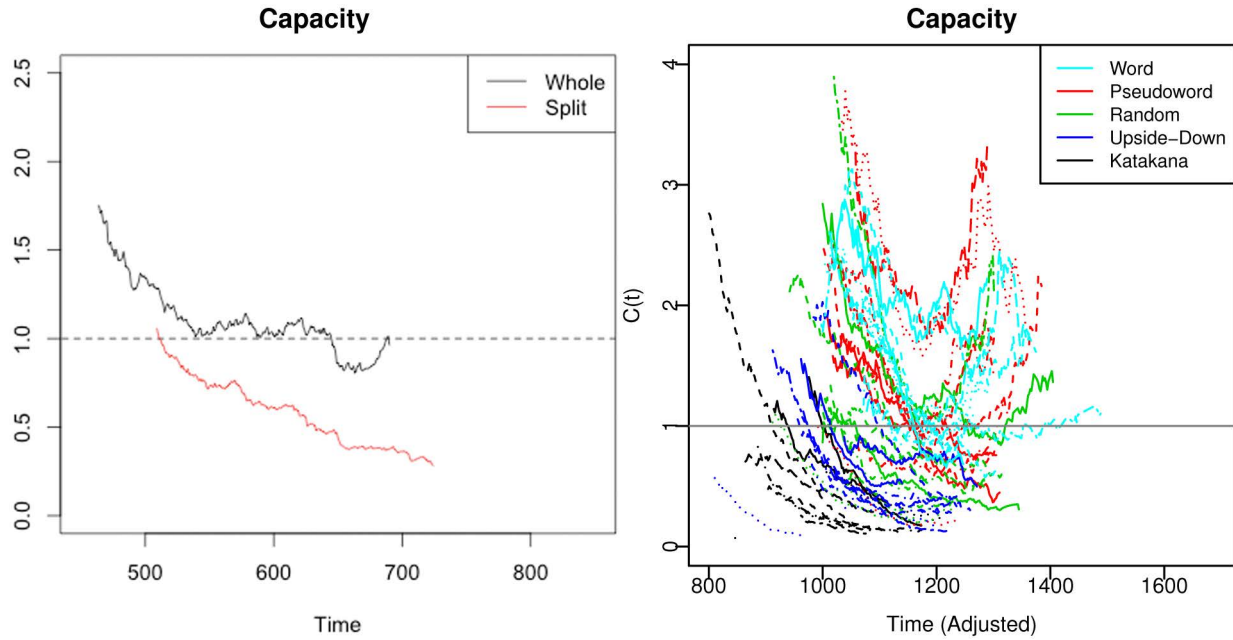 Capacity
2.5
2.0
1.5
1.0
0.5
0.0
Whole
Split
500 600 700 800
Time
Capacity
C(t)
4
3
2
1
0
Word
Pseudoword
Random
Upside−Down
Katakana
800 1000 1200 1400 1600
Time (Adjusted)